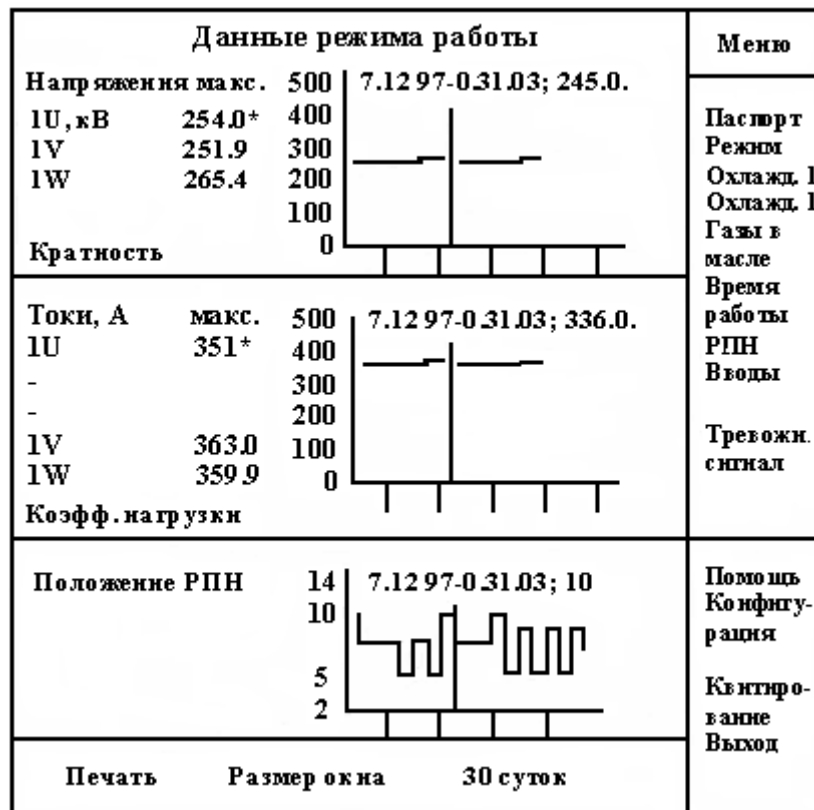 Данные режима работы
Напряжения макс.
1U, кВ 254.0*
1V 251.9
1W 265.4
Кратность
500
400
300
200
100
0
7.12 97-0.31.03; 245.0.
Токи, А макс.
1U 351*
-
-
1V 363.0
1W 359.9
Коэфф. нагрузки
500
400
300
200
100
0
7.12 97-0.31.03; 336.0.
Положение РПН
14
10
5
2
7.12 97-0.31.03; 10
Печать Размер окна 30 суток
Меню
Паспорт
Режим
Охлажд. 1
Охлажд. 1
Газы в
масле
Время
работы
РПН
Вводы
Тревожн.
сигнал
Помощь
Конфигу-
рация
Квитиро-
вание
Выход